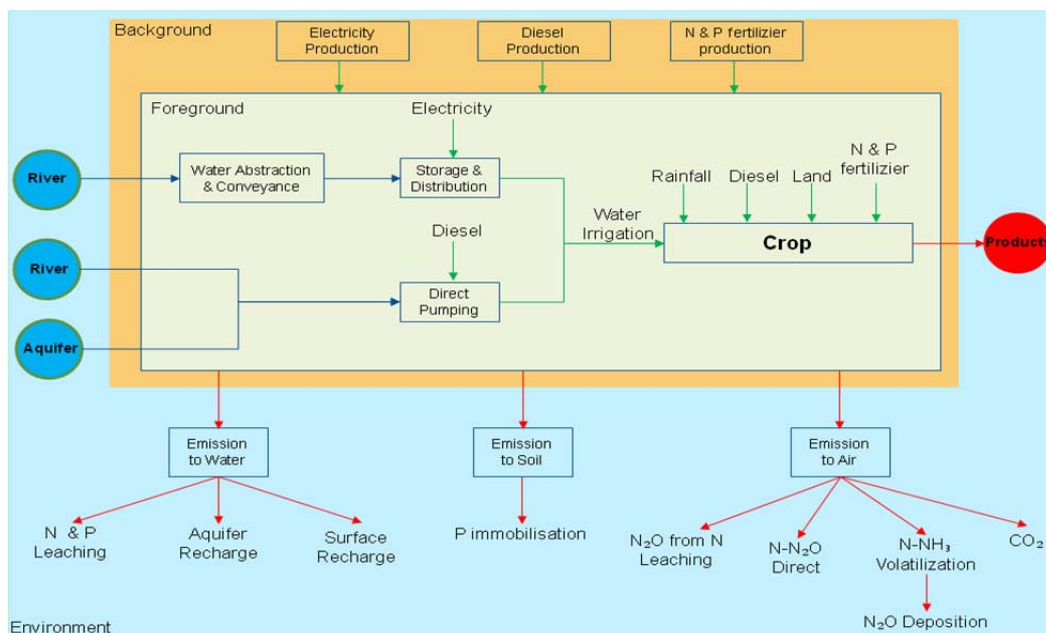 Background
Electricity
Production
Diesel
Production
N & P fertilizier
production
Foreground
Electricity
River
Water Abstraction
& Conveyance
Storage &
Distribution
N & P
fertilizier
Rainfall
Diesel
Land
Water
Irrigation
Crop
Products
River
Diesel
Direct
Pumping
Aquifer
Emission
to Water
Emission
to Soil
Emission
to Air
N & P
Leaching
Aquifer
Recharge
Surface
Recharge
P immobilisation
N₂O from N
Leaching
N-N₂O
Direct
N-NH₃
Volatilization
CO₂
N₂O Deposition
Environment